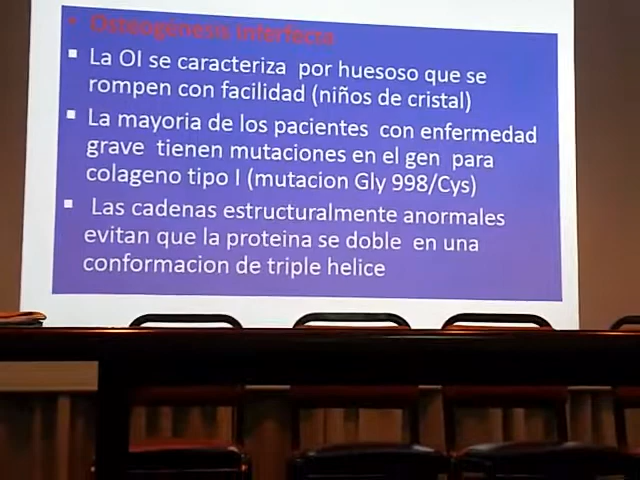 Osteogénesis interfecta
La OI se caracteriza por huesoso que se
rompen con facilidad (niños de cristal)
La mayoria de los pacientes con enfermedad
grave tienen mutaciones en el gen para
colageno tipo I (mutacion Gly 998/Cys)
Las cadenas estructuralmente anormales
evitan que la proteina se doble en una
conformacion de triple helice